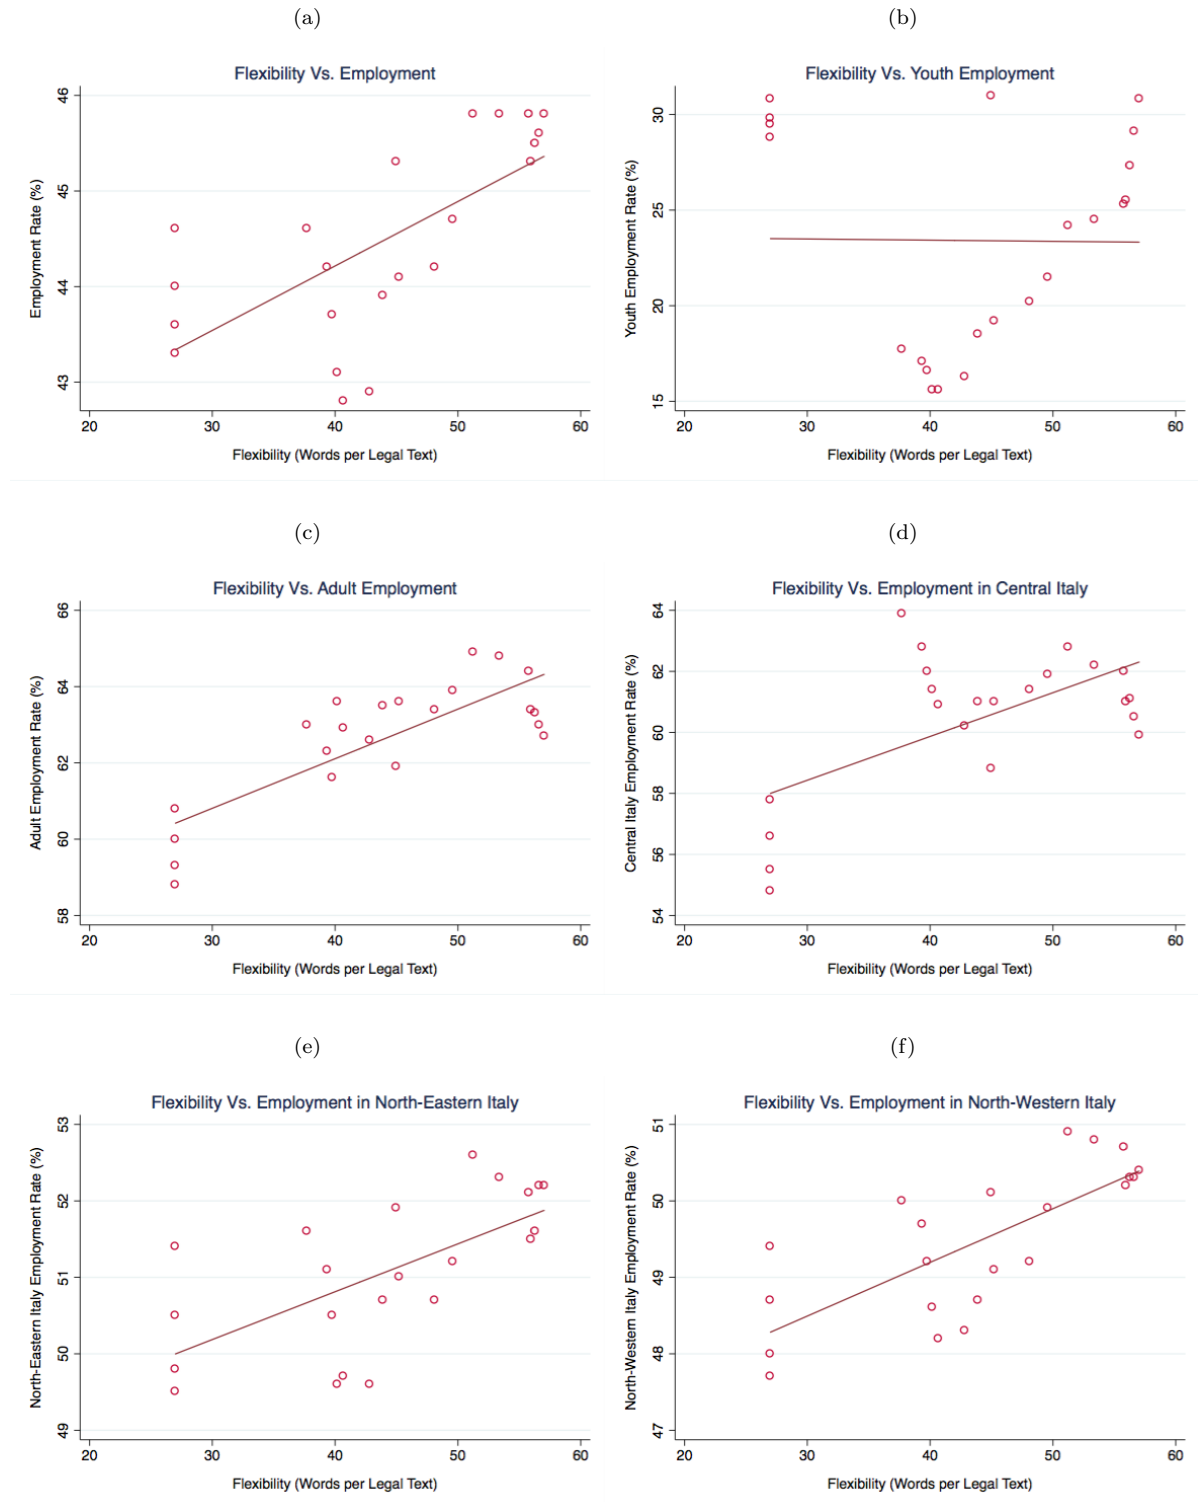 (a)
Flexibility Vs. Employment
Employment Rate (%)
46
45
44
43
20 30 40 50 60
Flexibility (Words per Legal Text)
(b)
Flexibility Vs. Youth Employment
Youth Employment Rate (%)
30
25
20
15
20 30 40 50 60
Flexibility (Words per Legal Text)
(c)
Flexibility Vs. Adult Employment
Adult Employment Rate (%)
66
64
62
60
58
20 30 40 50 60
Flexibility (Words per Legal Text)
(d)
Flexibility Vs. Employment in Central Italy
Central Italy Employment Rate (%)
64
62
60
58
56
54
20 30 40 50 60
Flexibility (Words per Legal Text)
(e)
Flexibility Vs. Employment in North-Eastern Italy
North-Eastern Italy Employment Rate (%)
53
52
51
50
49
20 30 40 50 60
Flexibility (Words per Legal Text)
(f)
Flexibility Vs. Employment in North-Western Italy
North-Western Italy Employment Rate (%)
51
50
49
48
47
20 30 40 50 60
Flexibility (Words per Legal Text)